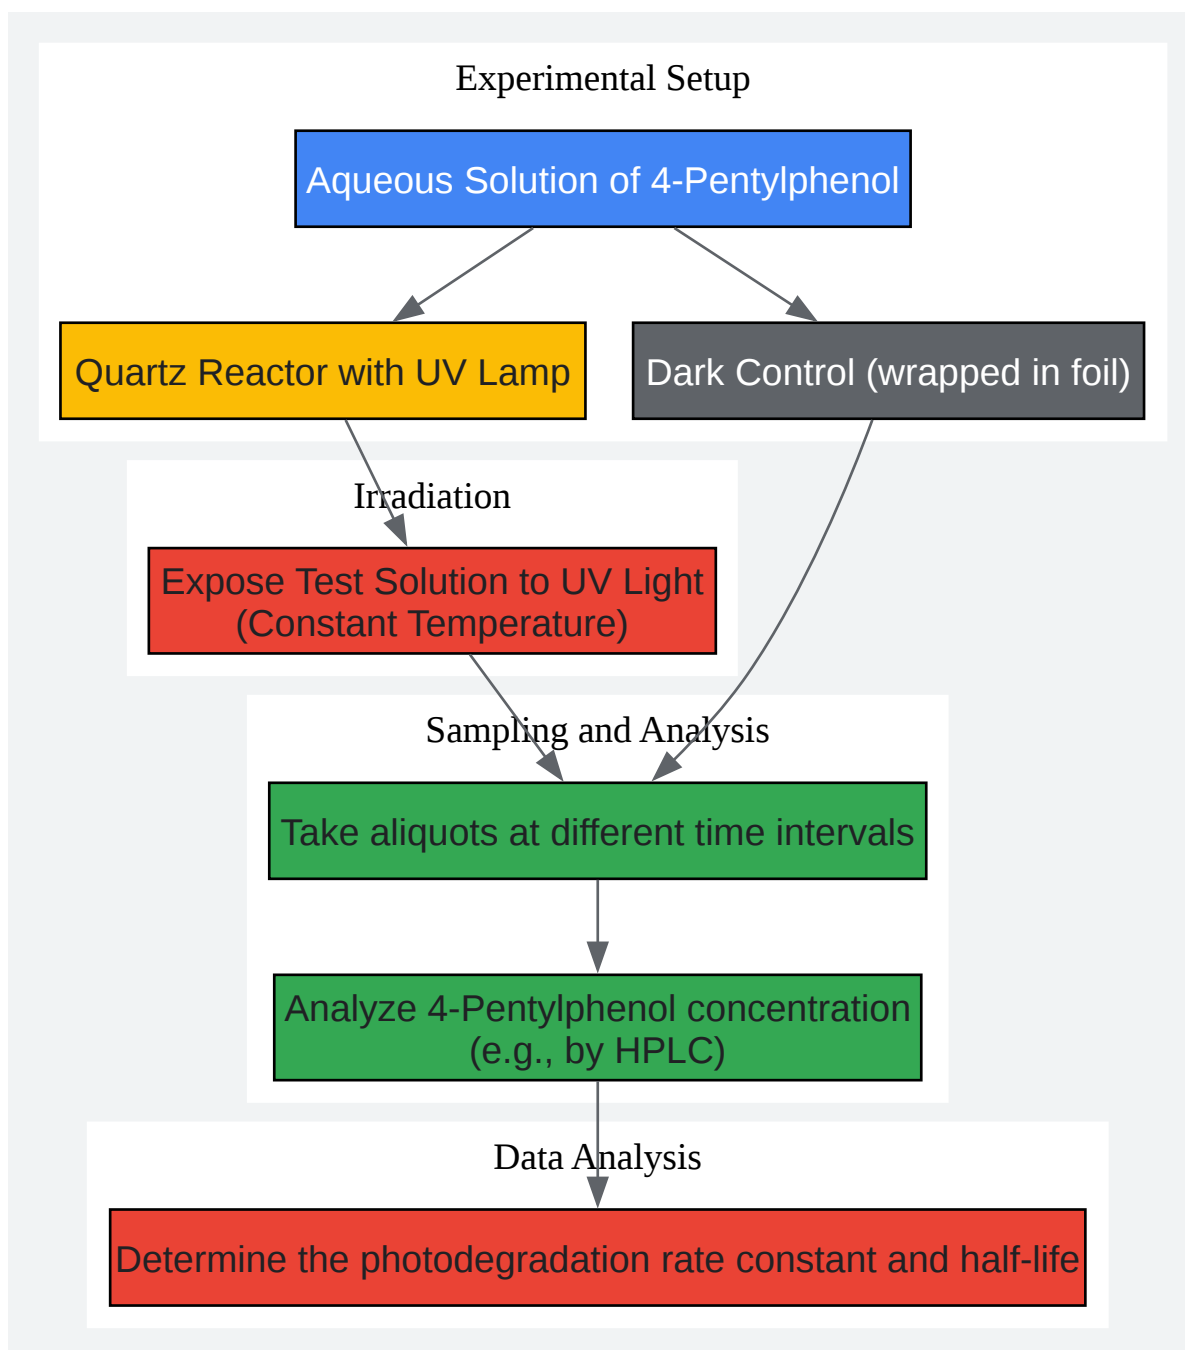 Experimental Setup
Aqueous Solution of 4-Pentylphenol
Quartz Reactor with UV Lamp
Dark Control (wrapped in foil)
Irradiation
Expose Test Solution to UV Light
(Constant Temperature)
Sampling and Analysis
Take aliquots at different time intervals
Analyze 4-Pentylphenol concentration
(e.g., by HPLC)
Data Analysis
Determine the photodegradation rate constant and half-life